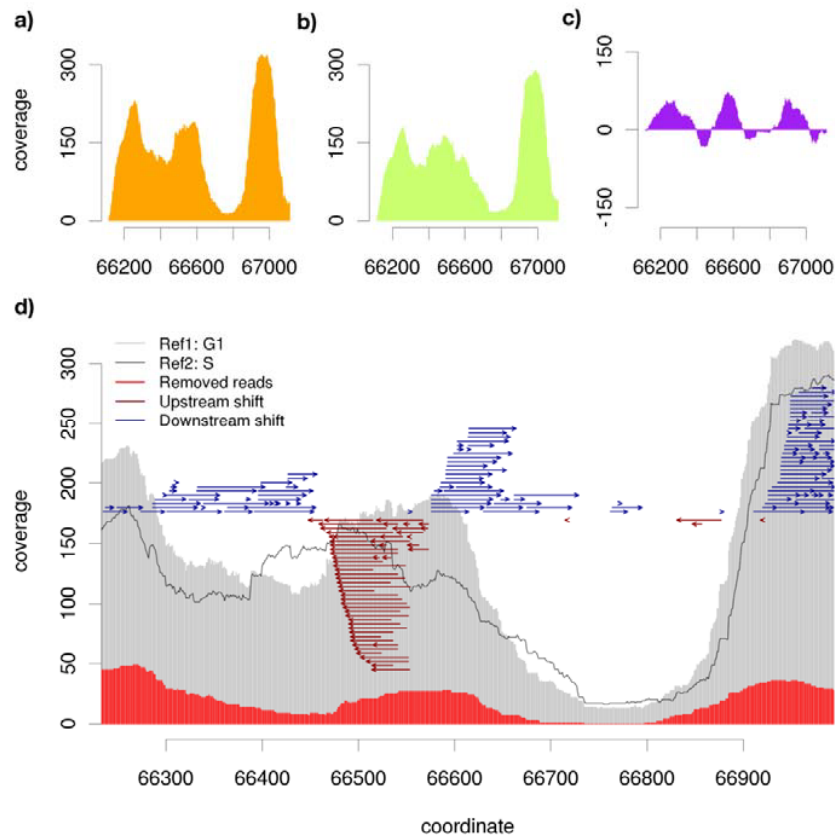 a)
b)
c)
coverage
300
150
0
66200
66600
67000
300
150
0
66200
66600
67000
150
0
-150
66200
66600
67000
d)
Ref1: G1
Ref2: S
Removed reads
Upstream shift
Downstream shift
coverage
300
250
200
150
100
50
0
66300
66400
66500
66600
66700
66800
66900
coordinate